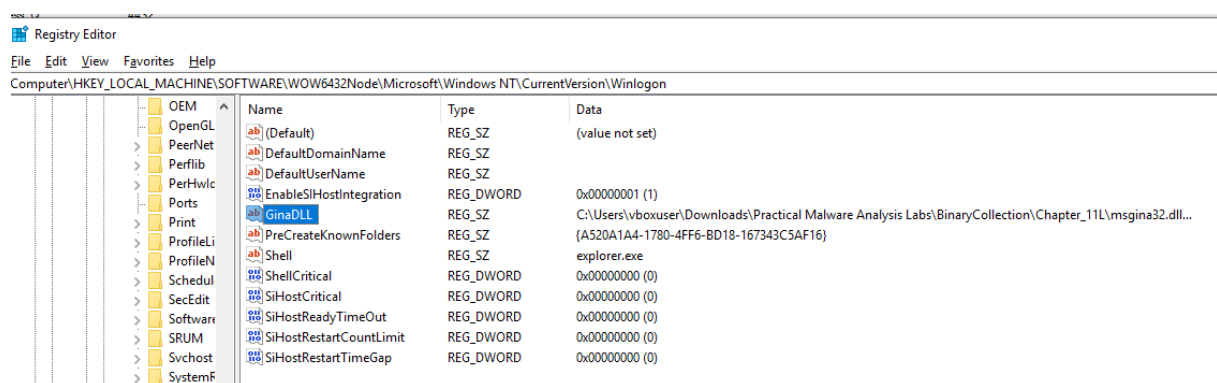 Registry Editor
File Edit View Favorites Help
Computer\HKEY_LOCAL_MACHINE\SOFTWARE\WOW6432Node\Microsoft\Windows NT\CurrentVersion\Winlogon
OEM
OpenGL
PeerNet
Perflib
PerHwIc
Ports
Print
ProfileLi
ProfileN
Schedul
SecEdit
Software
SRUM
Svchost
SystemR
Name Type Data
(Default) REG_SZ (value not set)
DefaultDomainName REG_SZ
DefaultUserName REG_SZ
EnableSIHostIntegration REG_DWORD 0x00000001 (1)
GinaDLL REG_SZ C:\Users\vboxuser\Downloads\Practical Malware Analysis Labs\BinaryCollection\Chapter_11L\msgina32.dll...
PreCreateKnownFolders REG_SZ {A520A1A4-1780-4FF6-BD18-167343C5AF16}
Shell REG_SZ explorer.exe
ShellCritical REG_DWORD 0x00000000 (0)
SiHostCritical REG_DWORD 0x00000000 (0)
SiHostReadyTimeOut REG_DWORD 0x00000000 (0)
SiHostRestartCountLimit REG_DWORD 0x00000000 (0)
SiHostRestartTimeGap REG_DWORD 0x00000000 (0)